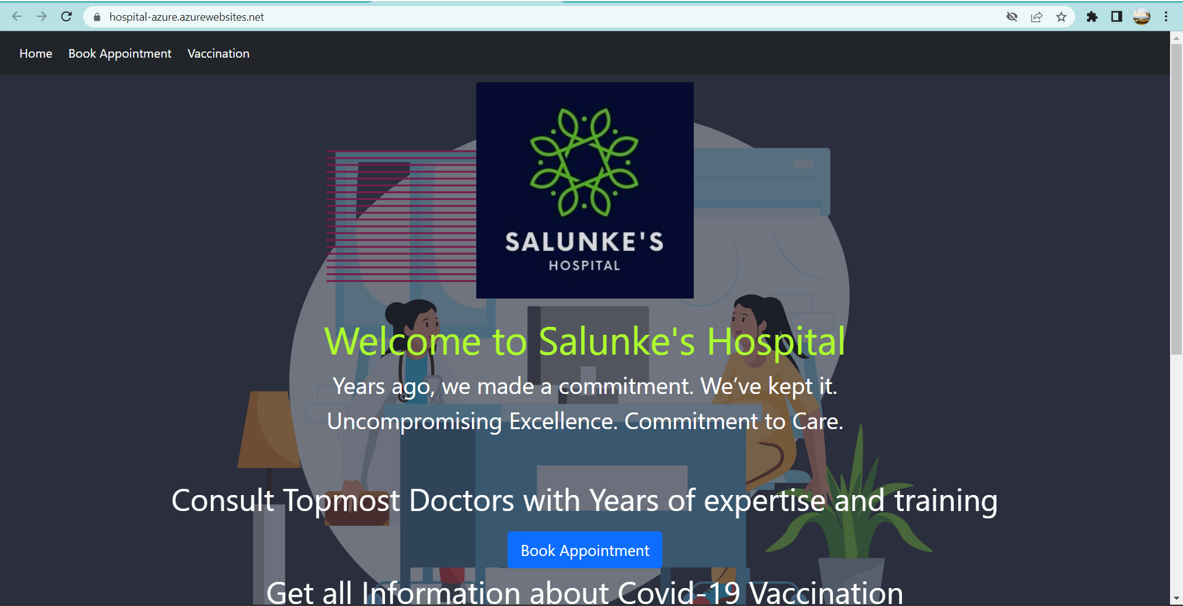 hospital-azure.azurewebsites.net
Home Book Appointment Vaccination
SALUNKE'S
HOSPITAL
Welcome to Salunke's Hospital
Years ago, we made a commitment. We’ve kept it.
Uncompromising Excellence. Commitment to Care.
Consult Topmost Doctors with Years of expertise and training
Book Appointment
Get all Information about Covid-19 Vaccination